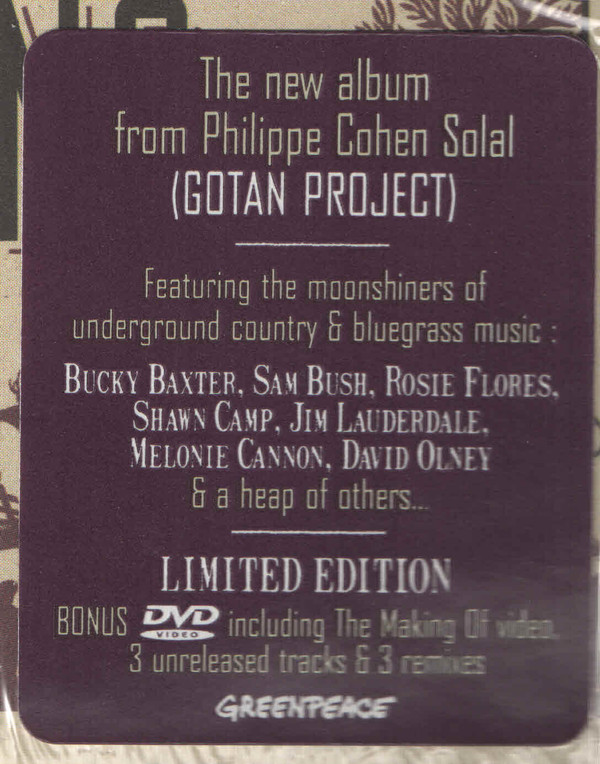 The new album
from Philippe Cohen Solal
(GOTAN PROJECT)
Featuring the moonshiners of
underground country & bluegrass music :
BUCKY BAXTER, SAM BUSH, ROSIE FLORES,
SHAWN CAMP, JIM LAUDERDALE,
MELONIE CANNON, DAVID OLNEY
& a heap of others...
LIMITED EDITION
BONUS DVD VIDEO including The Making Of video,
3 unreleased tracks & 3 remixes
GREENPEACE